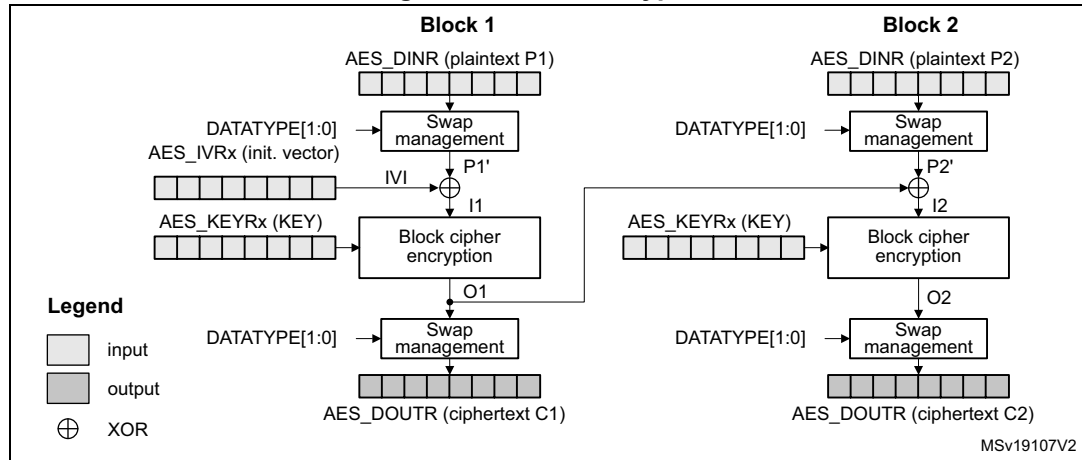 Block 1
Block 2
AES_DINR (plaintext P1)
AES_DINR (plaintext P2)
DATATYPE[1:0]
Swap
management
DATATYPE[1:0]
Swap
management
AES_IVRx (init. vector)
IVI
P1'
P2'
I1
I2
AES_KEYRx (KEY)
Block cipher
encryption
AES_KEYRx (KEY)
Block cipher
encryption
O1
O2
Legend
input
output
XOR
DATATYPE[1:0]
Swap
management
DATATYPE[1:0]
Swap
management
AES_DOUTR (ciphertext C1)
AES_DOUTR (ciphertext C2)
MSv19107V2